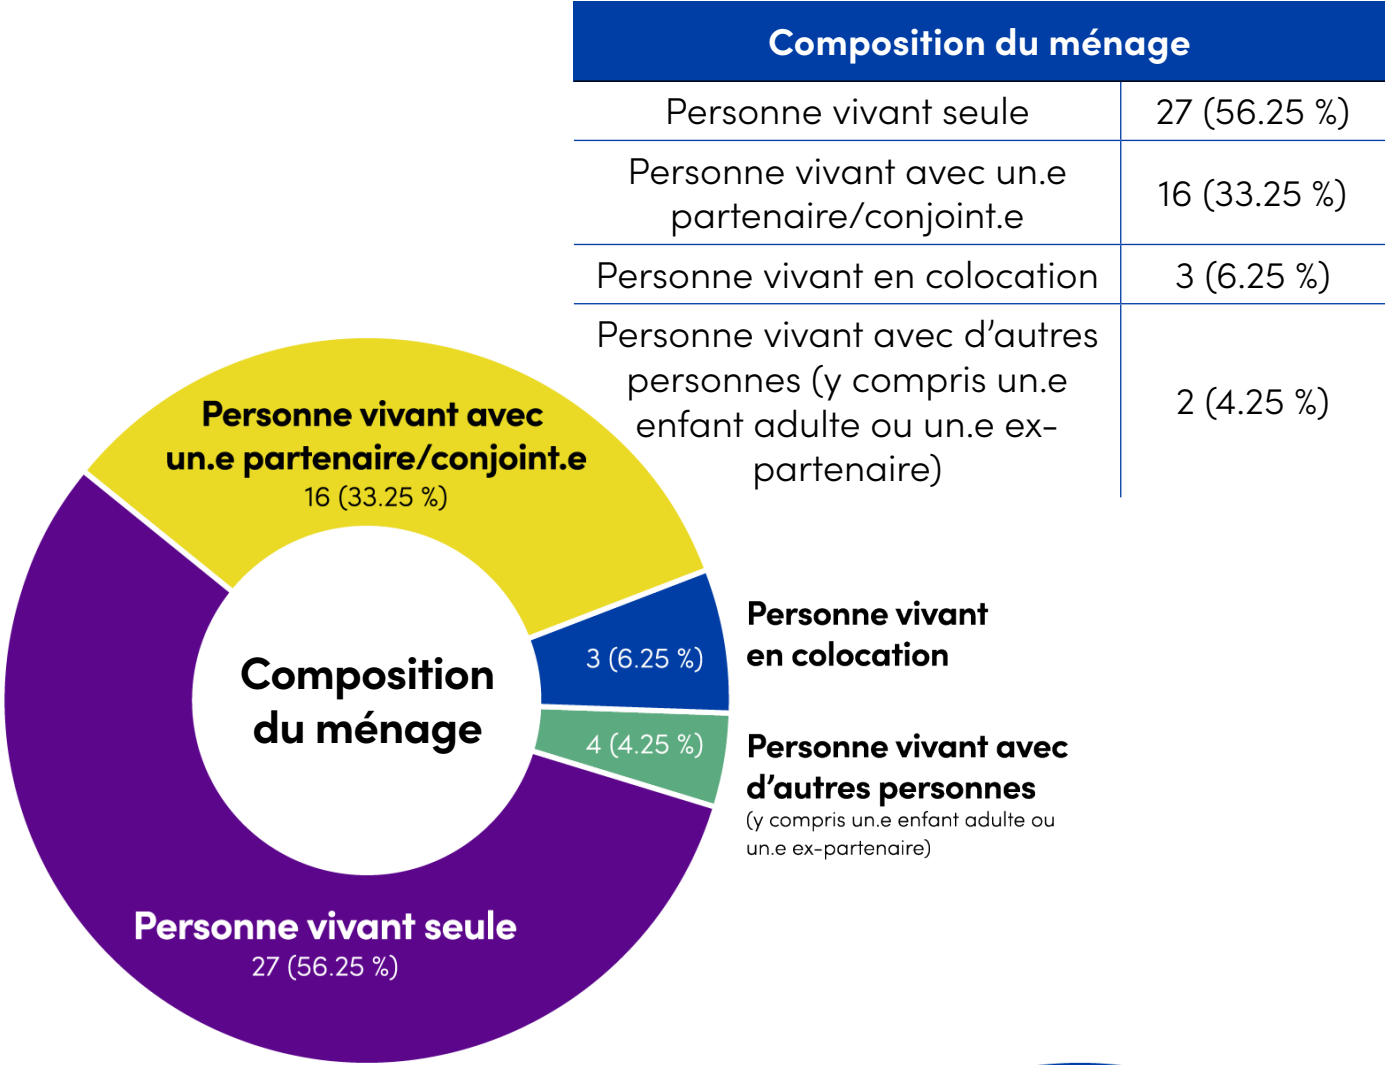 Composition du ménage
Personne vivant seule
27 (56.25 %)
Personne vivant avec un.e
partenaire/conjoint.e
16 (33.25 %)
Personne vivant en colocation
3 (6.25 %)
Personne vivant avec d’autres
personnes (y compris un.e
enfant adulte ou un.e ex-
partenaire)
2 (4.25 %)
Personne vivant avec
un.e partenaire/conjoint.e
16 (33.25 %)
3 (6.25 %)
Personne vivant
en colocation
4 (4.25 %)
Personne vivant avec
d’autres personnes
(y compris un.e enfant adulte ou
un.e ex-partenaire)
Composition
du ménage
Personne vivant seule
27 (56.25 %)